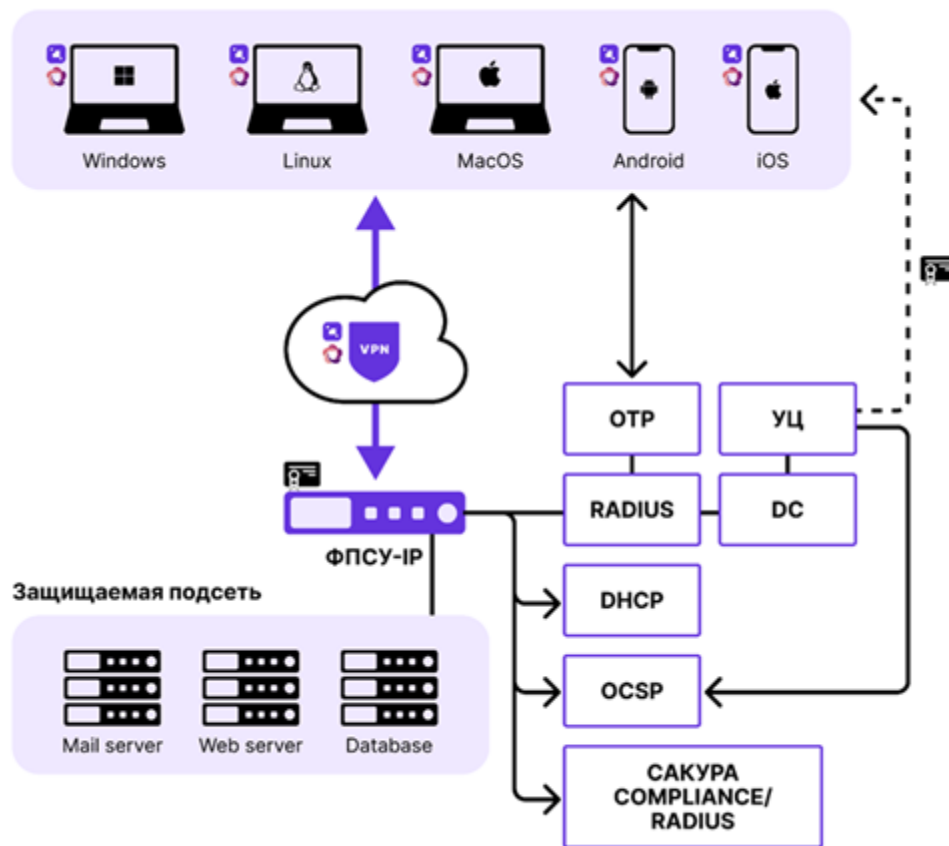 Windows
Linux
MacOS
Android
iOS
VPN
OTP
УЦ
RADIUS
DC
ФПСУ-IP
DHCP
Защищаемая подсеть
OCSP
Mail server
Web server
Database
САКУРА
COMPLIANCE/
RADIUS